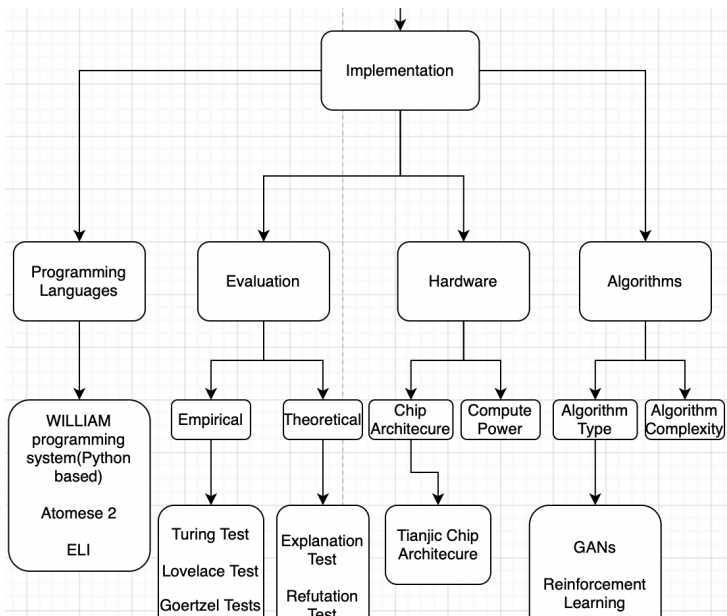 Implementation
Programming
Languages
Evaluation
Hardware
Algorithms
WILLIAM
programming
system(Python
based)
Atomese 2
ELI
Empirical
Theoretical
Chip
Architecure
Compute
Power
Algorithm
Type
Algorithm
Complexity
Turing Test
Lovelace Test
Goertzel Tests
Explanation
Test
Refutation
Test
Tianjic Chip
Architecure
GANs
Reinforcement
Learning